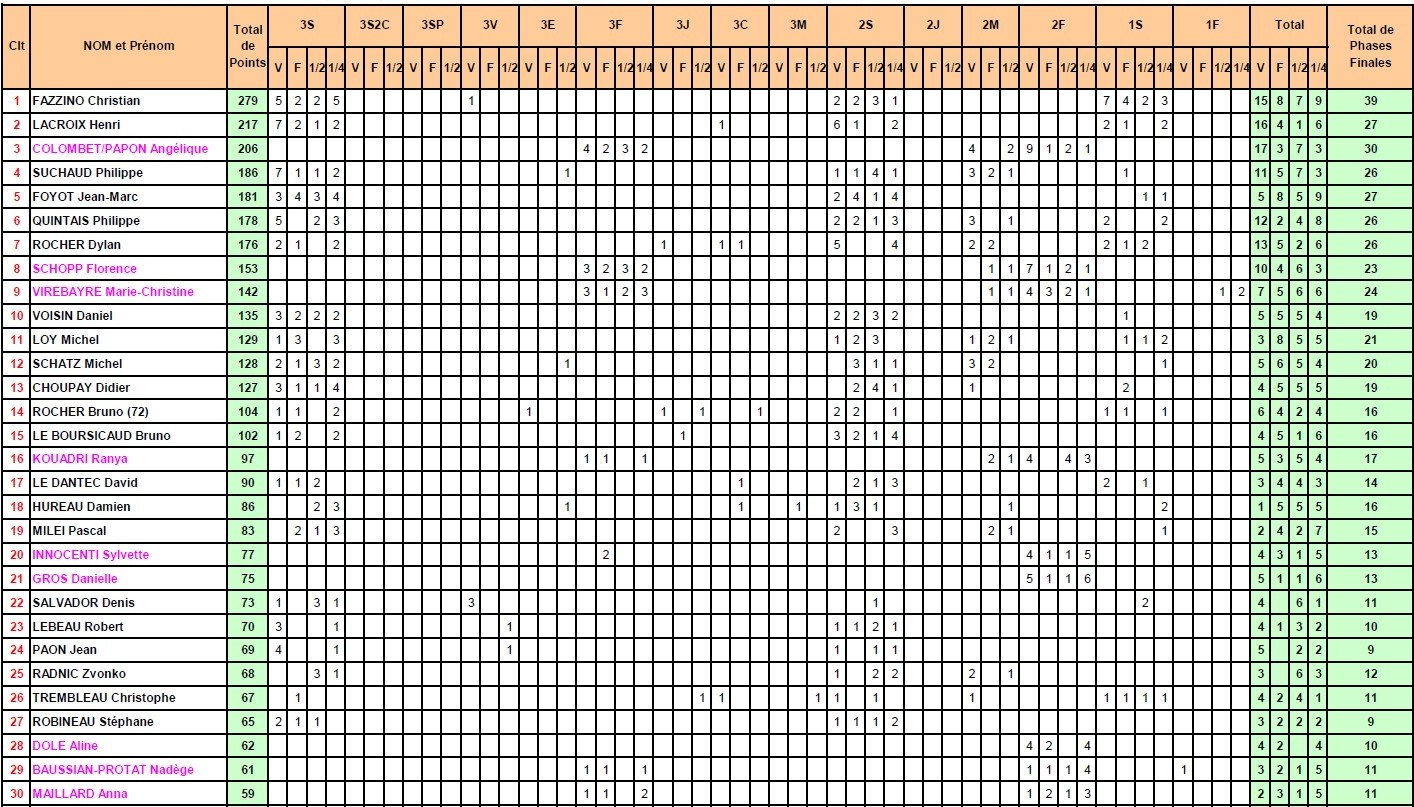 3S 3S2C 3SP 3V 3E 3F 3J 3C 3M 2S 2J 2M 2F 1S 1F Total
Clt NOM et Prénom Total de Points Total de Phases Finales
V F 1/2 1/4 V F 1/2 V F 1/2 V F 1/2 V F 1/2 V F 1/2 1/4 V F 1/2 V F 1/2 V F 1/2 V F 1/2 1/4 V F 1/2 V F 1/2 V F 1/2 1/4 V F 1/2 1/4 V F 1/2 1/4 V F 1/2 1/4
1 FAZZINO Christian 279 5 2 2 5 1 2 2 3 1 7 4 2 3 15 8 7 9 39
2 LACROIX Henri 217 7 2 1 2 1 6 1 2 2 1 2 16 4 1 6 27
3 COLOMBET/PAPON Angélique 206 4 2 3 2 4 2 9 1 2 1 17 3 7 3 30
4 SUCHAUD Philippe 186 7 1 1 2 1 1 1 4 1 3 2 1 1 11 5 7 3 26
5 FOYOT Jean-Marc 181 3 4 3 4 2 4 1 4 1 1 5 8 5 9 27
6 QUINTAIS Philippe 178 5 2 3 2 2 1 3 3 1 2 2 12 2 4 8 26
7 ROCHER Dylan 176 2 1 2 1 1 1 5 4 2 2 2 1 2 13 5 2 6 26
8 SCHOPP Florence 153 3 2 3 2 1 1 7 1 2 1 10 4 6 3 23
9 VIREBAYRE Marie-Christine 142 3 1 2 3 1 1 4 3 2 1 1 2 7 5 6 6 24
10 VOISIN Daniel 135 3 2 2 2 2 2 3 2 1 5 5 5 4 19
11 LOY Michel 129 1 3 3 1 2 3 1 2 1 1 1 2 3 8 5 5 21
12 SCHATZ Michel 128 2 1 3 2 1 3 1 1 3 2 1 5 6 5 4 20
13 CHOUPAY Didier 127 3 1 1 4 2 4 1 1 2 4 5 5 5 19
14 ROCHER Bruno (72) 104 1 1 2 1 1 1 1 2 2 1 1 1 1 6 4 2 4 16
15 LE BOURSICAUD Bruno 102 1 2 2 1 3 2 1 4 4 5 1 6 16
16 KOUADRI Ranya 97 1 1 1 2 1 4 4 3 5 3 5 4 17
17 LE DANTEC David 90 1 1 2 1 2 1 3 2 1 3 4 4 3 14
18 HUREAU Damien 86 2 3 1 1 1 1 3 1 1 2 1 5 5 5 16
19 MILEI Pascal 83 2 1 3 2 3 2 1 1 2 4 2 7 15
20 INNOCENTI Sylvette 77 2 4 1 1 5 4 3 1 5 13
21 GROS Danielle 75 5 1 1 6 5 1 1 6 13
22 SALVADOR Denis 73 1 3 1 3 1 2 4 6 1 11
23 LEBEAU Robert 70 3 1 1 1 1 2 1 4 1 3 2 10
24 PAON Jean 69 4 1 1 1 1 1 5 2 2 9
25 RADNIC Zvonko 68 3 1 1 2 2 2 1 3 6 3 12
26 TREMBLEAU Christophe 67 1 1 1 1 1 1 1 1 1 1 1 4 2 4 1 11
27 ROBINEAU Stéphane 65 2 1 1 1 1 1 2 3 2 2 2 9
28 DOLE Aline 62 4 2 4 4 2 4 10
29 BAUSSIAN-PROTAT Nadège 61 1 1 1 1 1 1 4 1 3 2 1 5 11
30 MAILLARD Anna 59 1 1 2 1 2 1 3 2 3 1 5 11